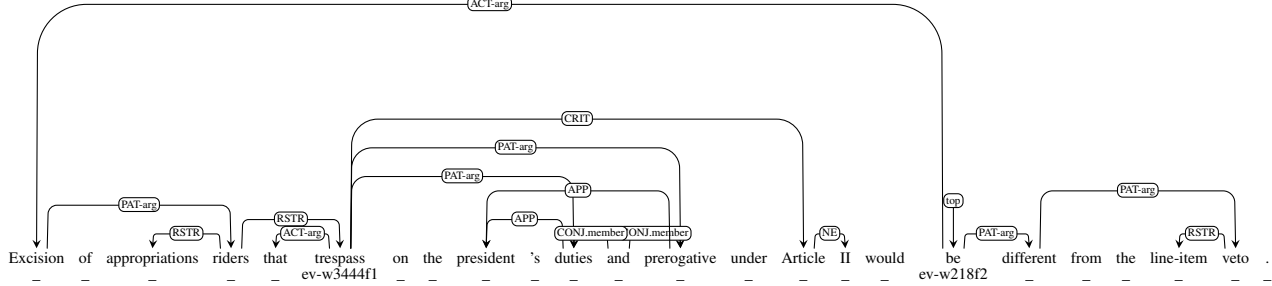 ACT-arg
CRIT
PAT-arg
PAT-arg APP
PAT-arg RSTR APP top PAT-arg
RSTR ACT-arg CONJ.member ONJ.member NE PAT-arg RSTR
Excision of appropriations riders that trespass on the president 's duties and prerogative under Article II would be different from the line-item veto .
ev-w3444f1 ev-w218f2
_ _ _ _ _ _ _ _ _ _ _ _ _ _ _ _ _ _ _ _ _ _ _ _